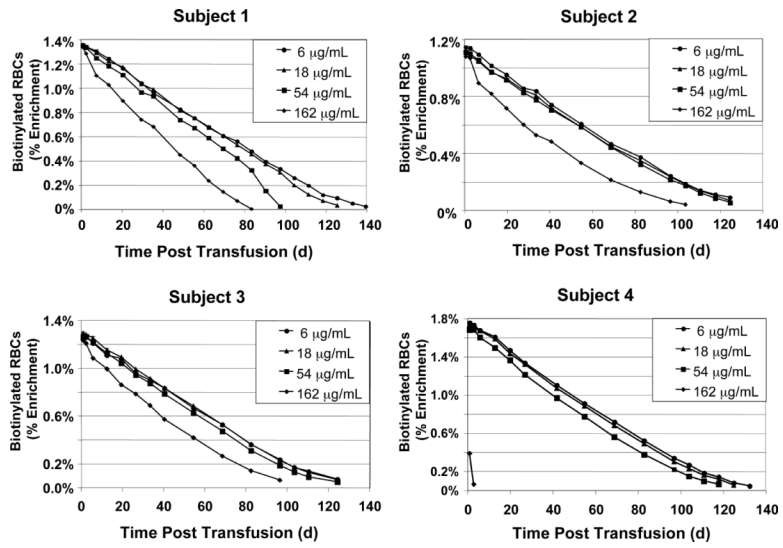 Subject 1
Biotinylated RBCs
(% Enrichment)
1.4%
1.2%
1.0%
0.8%
0.6%
0.4%
0.2%
0%
6 µg/mL
18 µg/mL
54 µg/mL
162 µg/mL
0 20 40 60 80 100 120 140
Time Post Transfusion (d)
Subject 2
Biotinylated RBCs
(% Enrichment)
1.2%
0.8%
-0.4%
0%
6 µg/mL
18 µg/mL
54 µg/mL
162 µg/mL
0 20 40 60 80 100 120 140
Time Post Transfusion (d)
Subject 3
Biotinylated RBCs
(% Enrichment)
1.4%
1.0%
0.6%
0.2%
0.0%
6 µg/mL
18 µg/mL
54 µg/mL
162 µg/mL
0 20 40 60 80 100 120 140
Time Post Transfusion (d)
Subject 4
Biotinylated RBCs
(% Enrichment)
1.8%
1.4%
1.0%
0.6%
0.2%
0%
6 µg/mL
18 µg/mL
54 µg/mL
162 µg/mL
0 20 40 60 80 100 120 140
Time Post Transfusion (d)